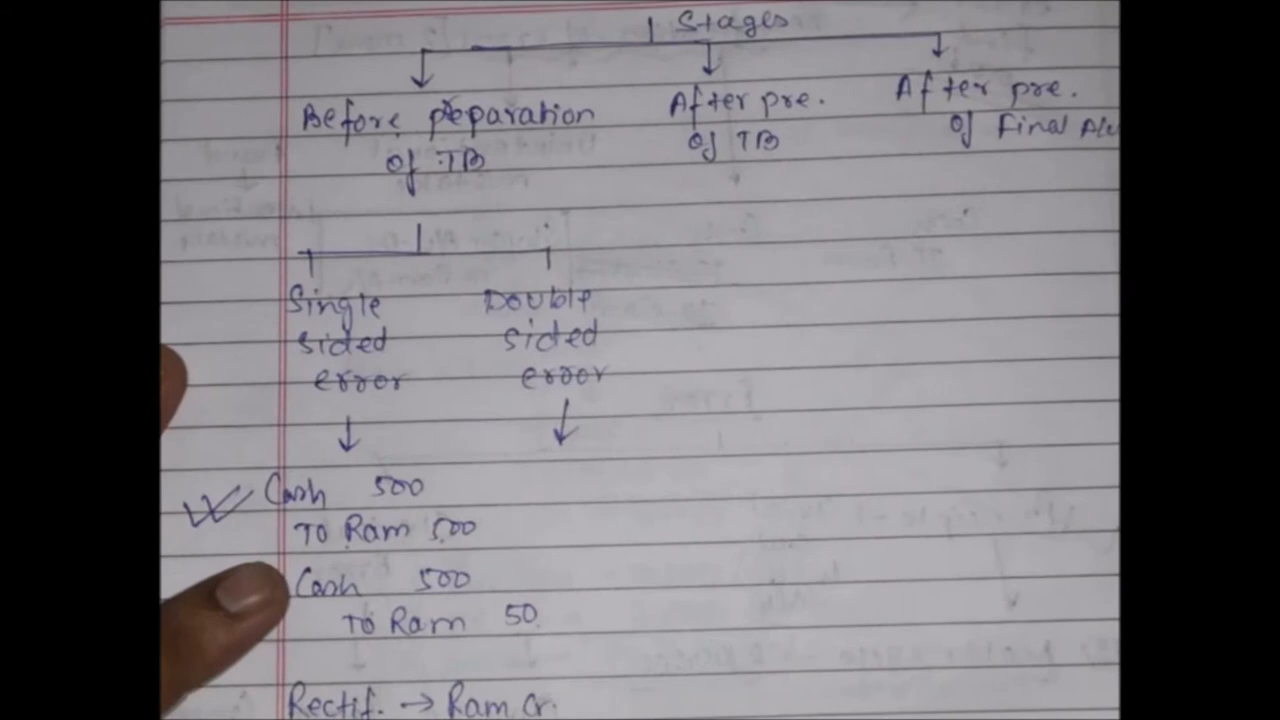 Stages
Before preparation
of TB
After pre.
of TB
After pre.
of Final
Single
sided
error
Double
sided
error
Cash 500
TO Ram 500
Cash 500
TO Ram 50
Rectif. → Ram Cr.